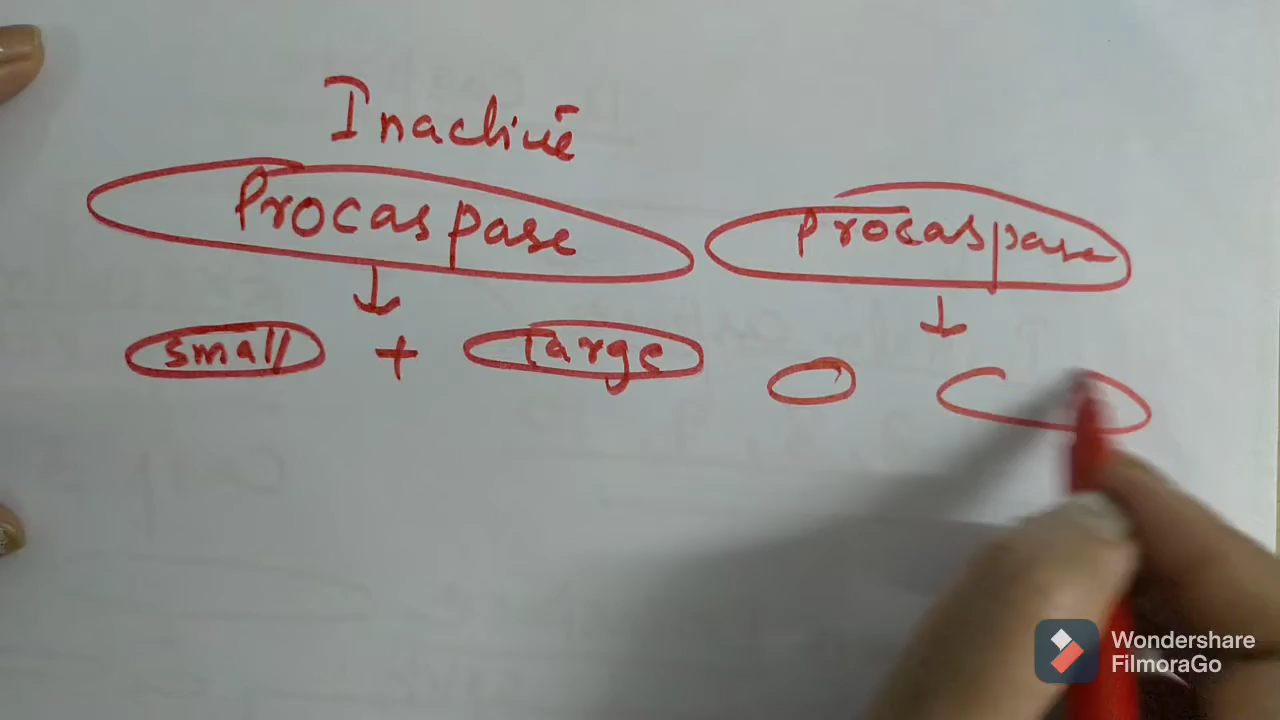 Inactive
Procaspase Procaspase
small + large
Wondershare
FilmoraGo